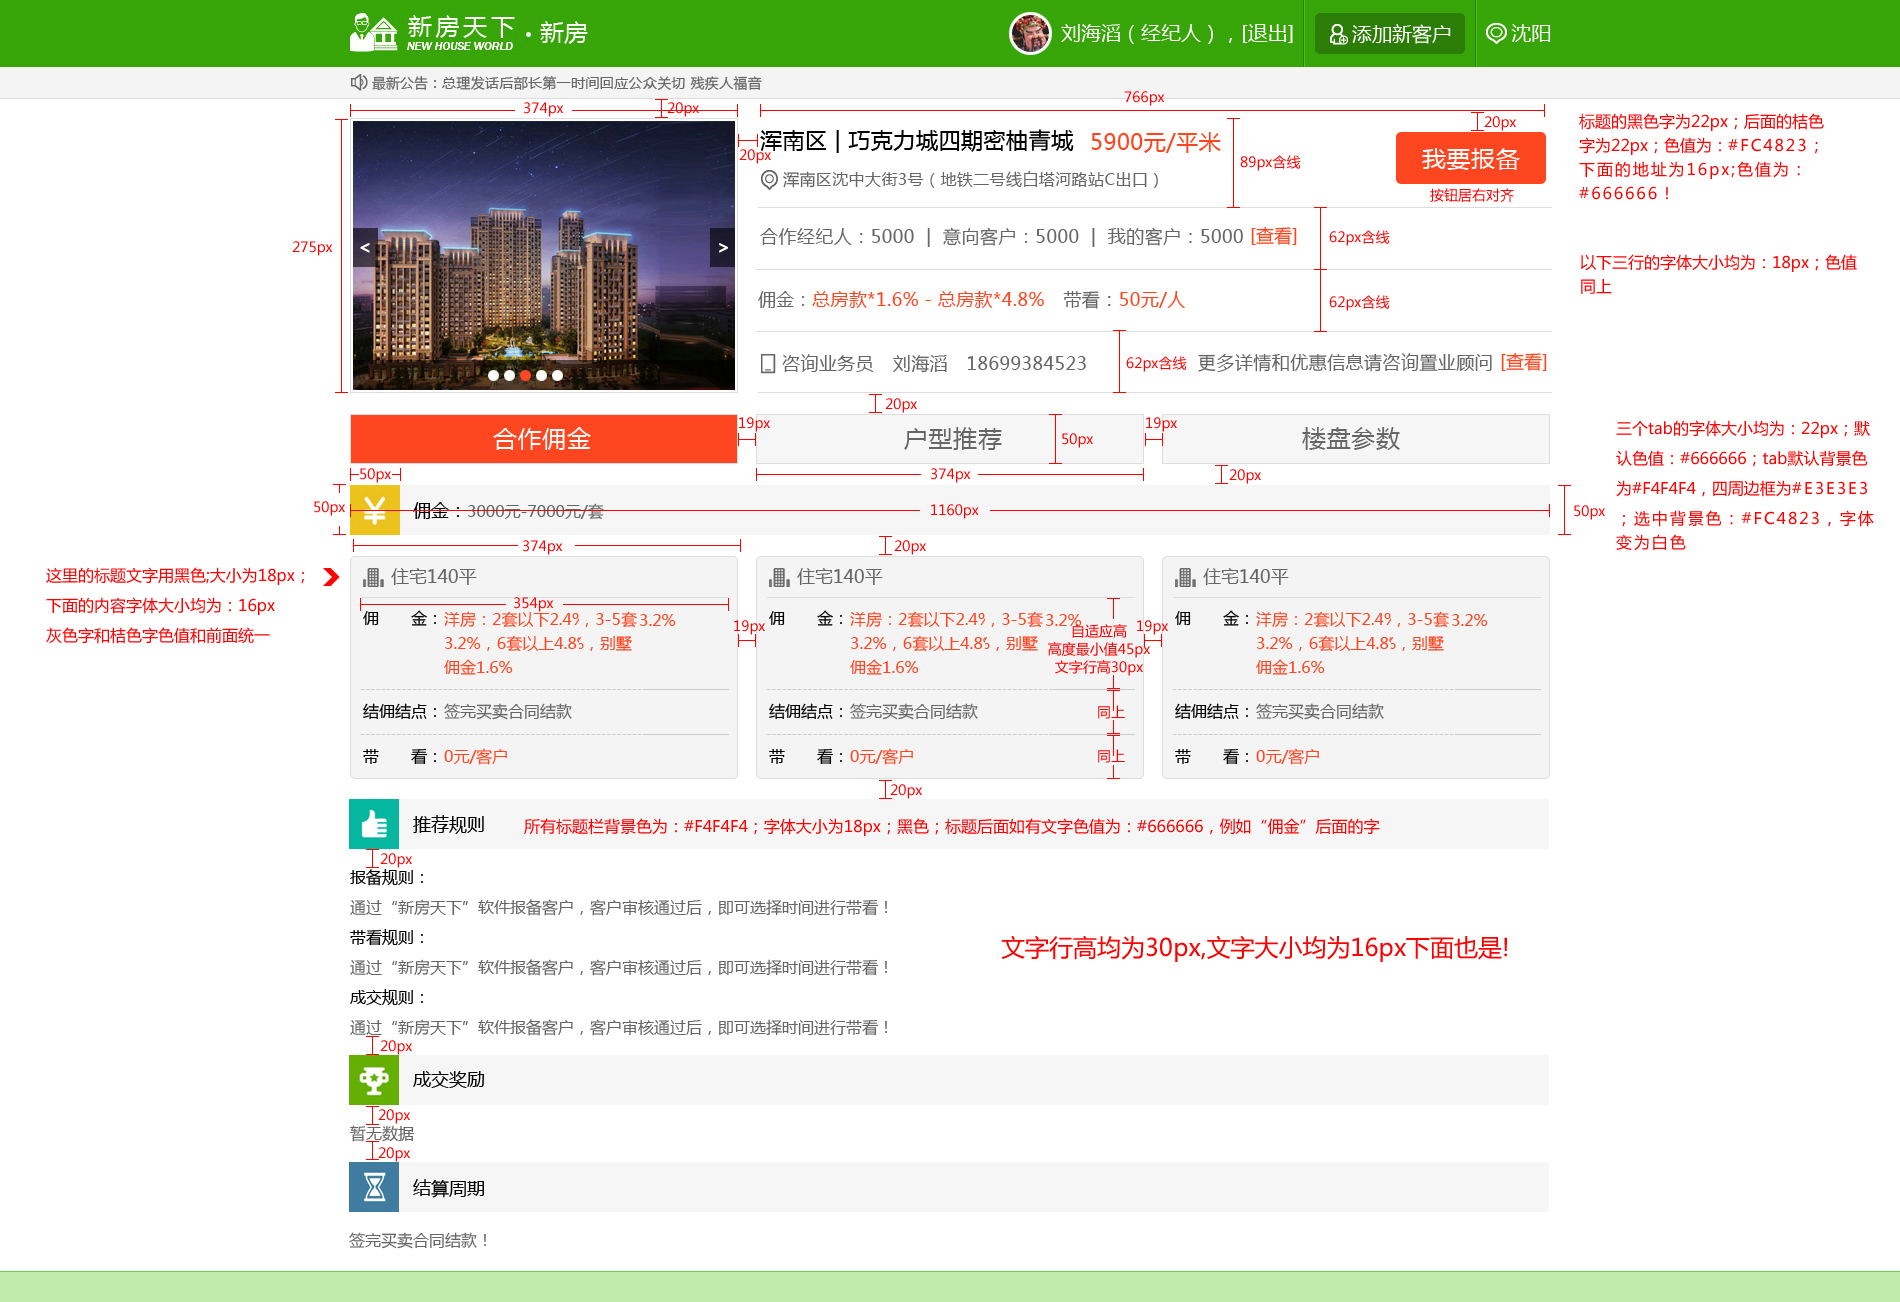 新房天下 · 新房
NEW HOUSE WORLD
刘海滔（经纪人），[退出]
添加新客户
沈阳
最新公告：总理发话后部长第一时间回应公众关切 残疾人福音
374px
20px
766px
275px
20px
浑南区 | 巧克力城四期密柚青城 5900元/平米
89px含线
20px
我要报备
按钮居右对齐
浑南区沈中大街3号（地铁二号线白塔河路站C出口）
标题的黑色字为22px；后面的桔色
字为22px；色值为：#FC4823；
下面的地址为16px;色值为：
#666666！
< >
合作经纪人：5000 | 意向客户：5000 | 我的客户：5000 [查看]
62px含线
以下三行的字体大小均为：18px；色值
同上
佣金：总房款*1.6% - 总房款*4.8% 带看：50元/人
62px含线
咨询业务员 刘海滔 18699384523
62px含线
更多详情和优惠信息请咨询置业顾问 [查看]
20px
合作佣金
19px
户型推荐
50px
19px
楼盘参数
50px
374px
20px
三个tab的字体大小均为：22px；默
认色值：#666666；tab默认背景色
为#F4F4F4，四周边框为#E3E3E3
；选中背景色：#FC4823，字体
变为白色
50px
¥
佣金：3000元-7000元/套
1160px
50px
374px
20px
这里的标题文字用黑色;大小为18px；
下面的内容字体大小均为：16px
灰色字和桔色字色值和前面统一
住宅140平
354px
佣 金：洋房：2套以下2.4%，3-5套3.2%
3.2%，6套以上4.8%，别墅
佣金1.6%
结佣结点：签完买卖合同结款
带 看：0元/客户
19px
住宅140平
佣 金：洋房：2套以下2.4%，3-5套3.2%
3.2%，6套以上4.8%，别墅
佣金1.6%
自适应高
高度最小值45px
文字行高30px
结佣结点：签完买卖合同结款
同上
带 看：0元/客户
同上
19px
住宅140平
佣 金：洋房：2套以下2.4%，3-5套3.2%
3.2%，6套以上4.8%，别墅
佣金1.6%
结佣结点：签完买卖合同结款
带 看：0元/客户
20px
推荐规则
所有标题栏背景色为：#F4F4F4；字体大小为18px；黑色；标题后面如有文字色值为：#666666，例如“佣金”后面的字
20px
报备规则：
通过“新房天下”软件报备客户，客户审核通过后，即可选择时间进行带看！
带看规则：
通过“新房天下”软件报备客户，客户审核通过后，即可选择时间进行带看！
成交规则：
通过“新房天下”软件报备客户，客户审核通过后，即可选择时间进行带看！
文字行高均为30px,文字大小均为16px下面也是!
20px
成交奖励
20px
暂无数据
20px
结算周期
签完买卖合同结款！